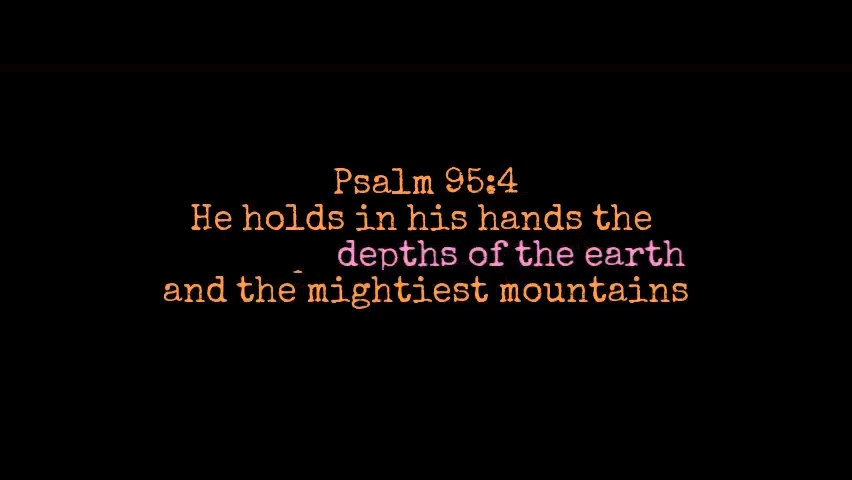 Psalm 95:4
He holds in his hands the
depths of the earth
and the mightiest mountains